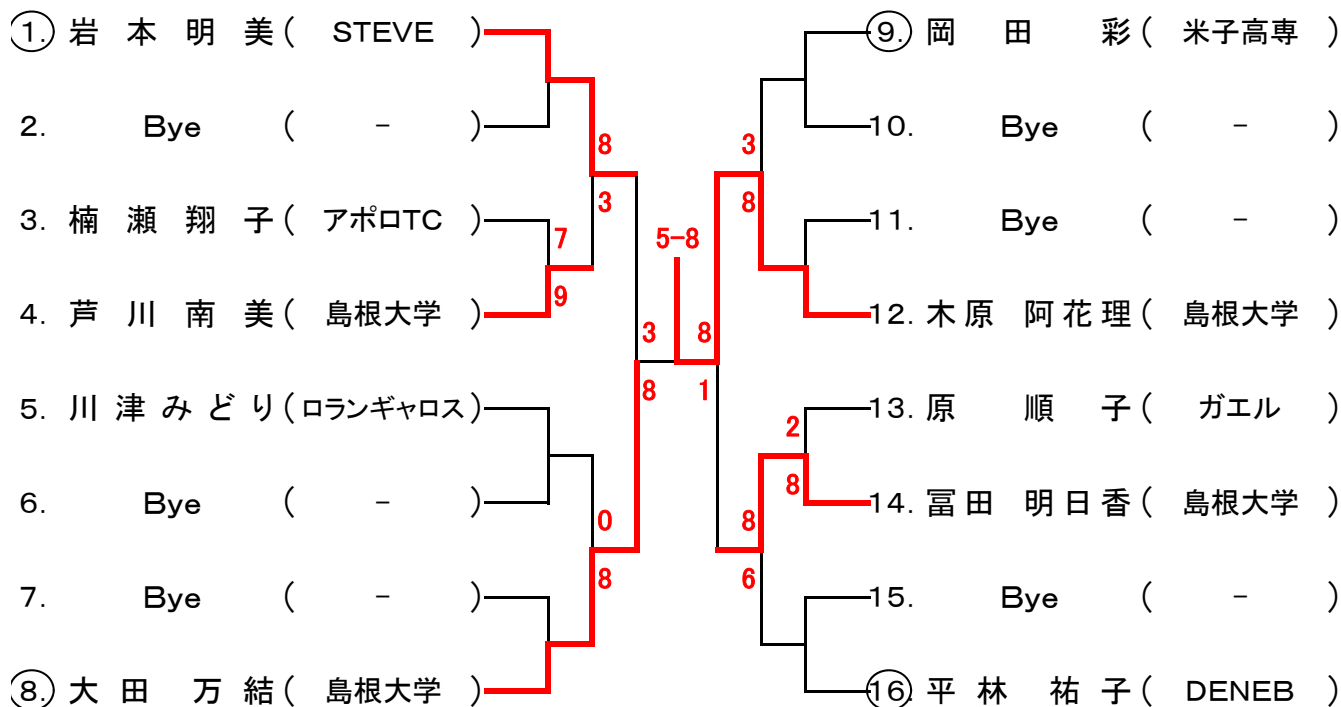 1. 岩本明美( STEVE )
2. Bye ( - )
8
3
3. 楠瀬翔子( アポロTC )
7
9
4. 芦川南美( 島根大学 )
3
8
5. 川津みどり(ロランギャロス)
6. Bye ( - )
0
8
7. Bye ( - )
8. 大田万結( 島根大学 )
5-8
9. 岡田彩( 米子高専 )
10. Bye ( - )
3
8
11. Bye ( - )
12. 木原阿花理( 島根大学 )
8
1
13. 原順子( ガエル )
2
8
14. 冨田明日香( 島根大学 )
8
6
15. Bye ( - )
16. 平林祐子( DENEB )